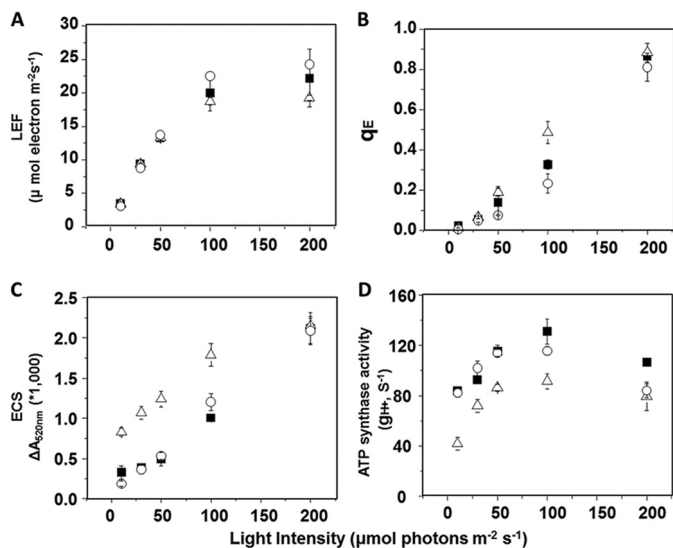 A
30
25
20
15
10
5
0
LEF
(μ mol electron m-2s-1)
0 50 100 150 200
B
1.0
0.8
0.6
0.4
0.2
0.0
qE
0 50 100 150 200
C
2.5
2.0
1.5
1.0
0.5
0.0
ECS
ΔA520nm (*1,000)
0 50 100 150 200
D
160
120
80
40
0
ATP synthase activity
(gH+, S-1)
0 50 100 150 200
Light Intensity (μmol photons m-2 s-1)